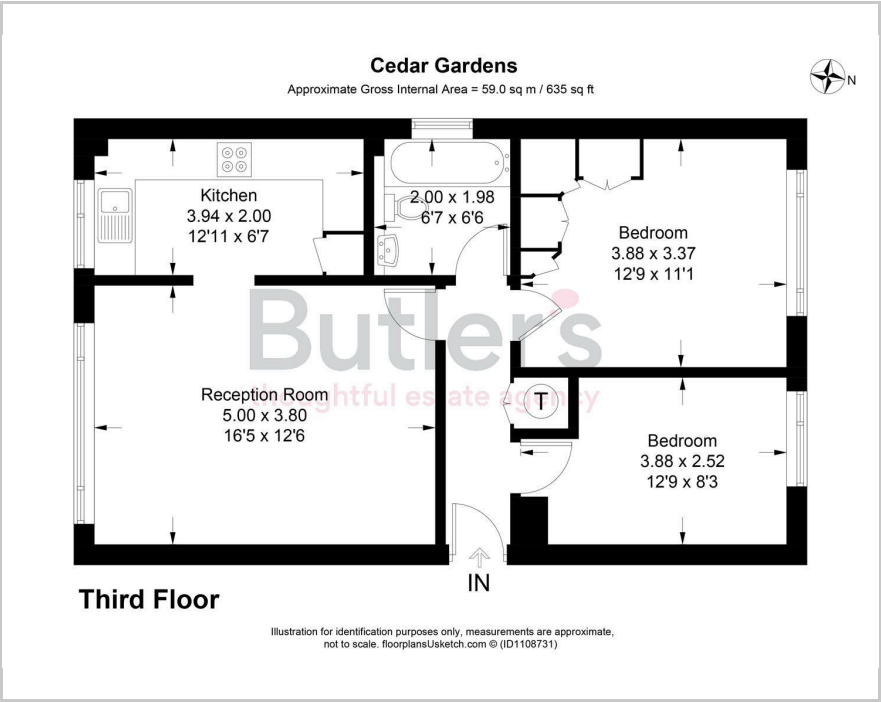 Cedar Gardens
Approximate Gross Internal Area = 59.0 sq m / 635 sq ft
N
Kitchen
3.94 x 2.00
12'11 x 6'7
2.00 x 1.98
6'7 x 6'6
Bedroom
3.88 x 3.37
12'9 x 11'1
Butler's
thoughtful estate agency
Reception Room
5.00 x 3.80
16'5 x 12'6
T
Bedroom
3.88 x 2.52
12'9 x 8'3
IN
Third Floor
Illustration for identification purposes only, measurements are approximate,
not to scale. floorplansUsketch.com © (ID1108731)